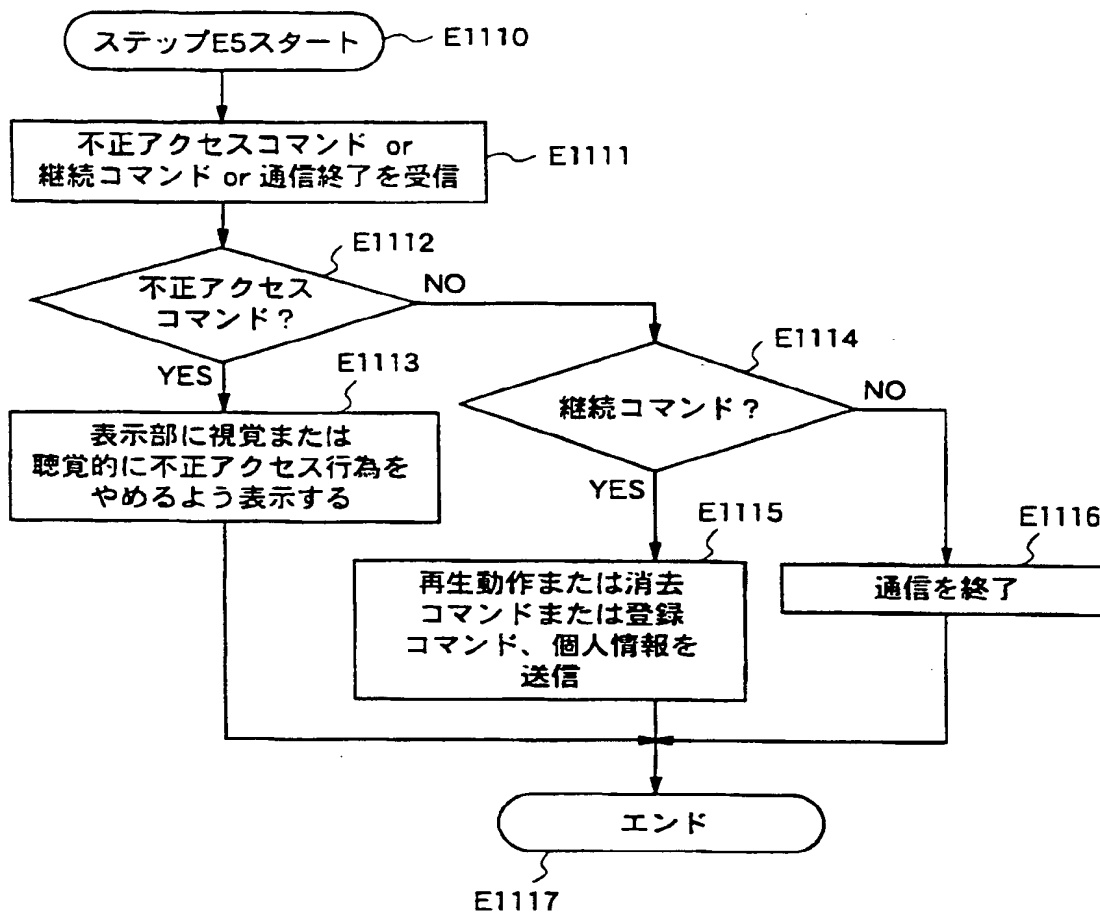 ステップE5スタート
E1110
不正アクセスコマンド or
継続コマンド or 通信終了を受信
E1111
E1112
不正アクセス
コマンド？
NO
YES
E1113
表示部に視覚または
聴覚的に不正アクセス行為を
やめるよう表示する
E1114
継続コマンド？
NO
YES
E1115
再生動作または消去
コマンドまたは登録
コマンド、個人情報を
送信
E1116
通信を終了
エンド
E1117